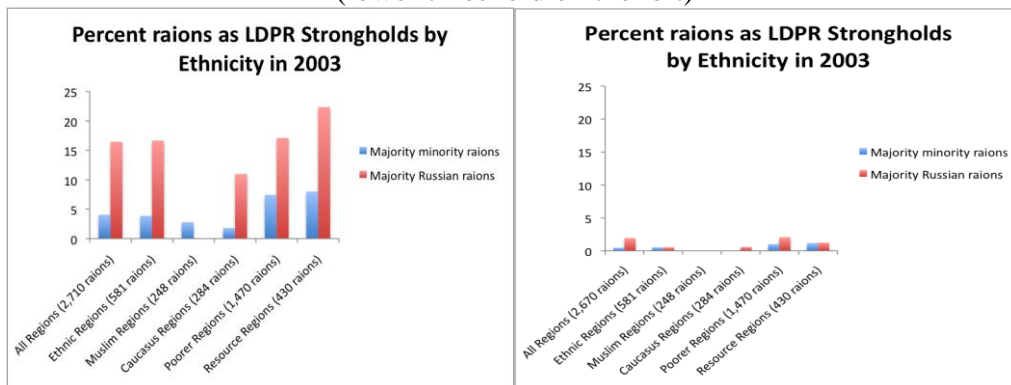 Percent raions as LDPR Strongholds by
Ethnicity in 2003
25
20
15
10
5
0
Majority minority raions
Majority Russian raions
All Regions (2,710 raions)
Ethnic Regions (581 raions)
Muslim Regions (248 raions)
Caucasus Regions (284 raions)
Poorer Regions (1,470 raions)
Resource Regions (430 raions)
Percent raions as LDPR Strongholds
by Ethnicity in 2003
25
20
15
10
5
0
Majority minority raions
Majority Russian raions
All Regions (2,670 raions)
Ethnic Regions (581 raions)
Muslim Regions (248 raions)
Caucasus Regions (284 raions)
Poorer Regions (1,470 raions)
Resource Regions (430 raions)